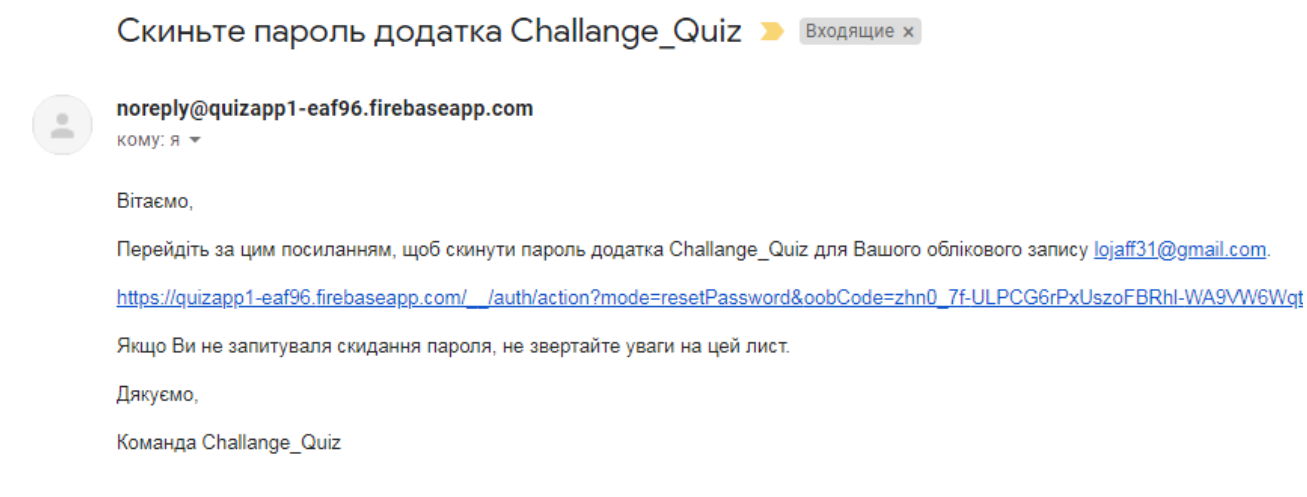 Скиньте пароль додатка Challange_Quiz Входящие x
noreply@quizapp1-eaf96.firebaseapp.com
кому: я
Вітаємо,
Перейдіть за цим посиланням, щоб скинути пароль додатка Challange_Quiz для Вашого облікового запису lojaff31@gmail.com.
https://quizapp1-eaf96.firebaseapp.com/__/auth/action?mode=resetPassword&oobCode=zhn0_7f-ULPCG6rPxUszoFBRhI-WA9VW6Wqt
Якщо Ви не запитуваля скидання пароля, не звертайте уваги на цей лист.
Дякуємо,
Команда Challange_Quiz